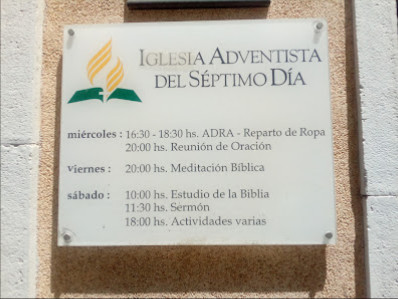 IGLESIA ADVENTISTA
DEL SÉPTIMO DÍA
miércoles : 16:30 - 18:30 hs. ADRA - Reparto de Ropa
20:00 hs. Reunión de Oración
viernes : 20:00 hs. Meditación Bíblica
sábado : 10:00 hs. Estudio de la Biblia
11:30 hs. Sermón
18:00 hs. Actividades varias